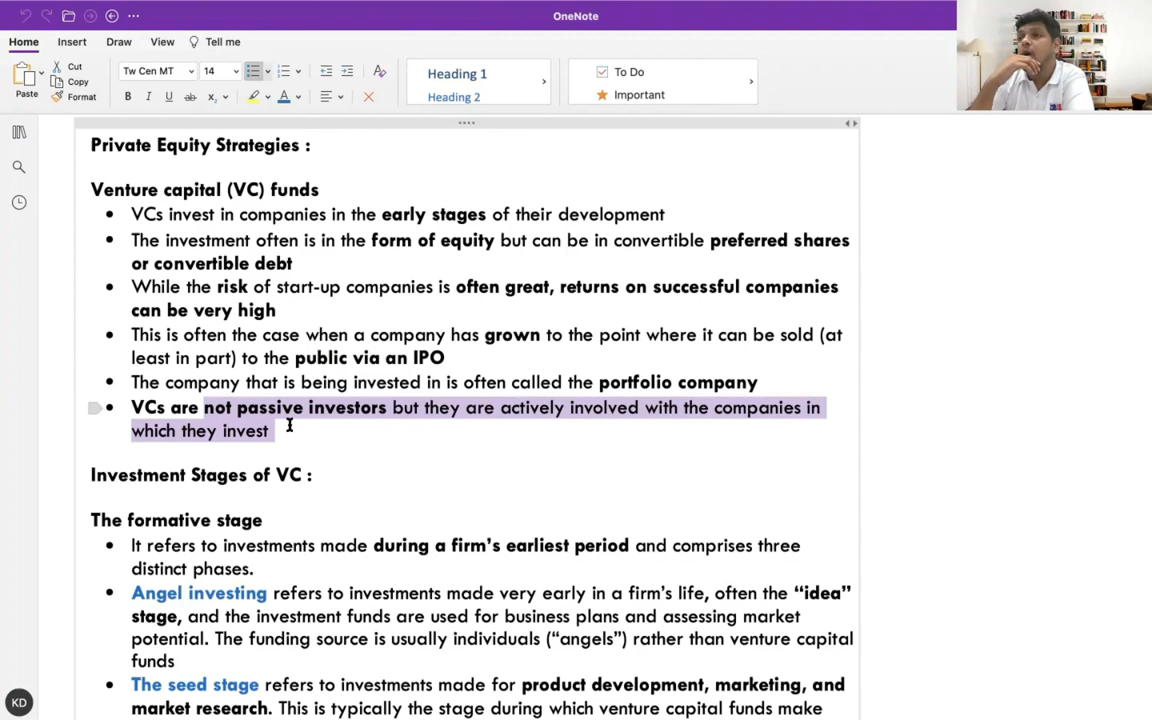 OneNote
Home Insert Draw View Tell me
Paste
Cut
Copy
Format
Tw Cen MT 14
B I U ab x₂ A
Heading 1
Heading 2
To Do
Important
Private Equity Strategies :
Venture capital (VC) funds
• VCs invest in companies in the early stages of their development
• The investment often is in the form of equity but can be in convertible preferred shares
or convertible debt
• While the risk of start-up companies is often great, returns on successful companies
can be very high
• This is often the case when a company has grown to the point where it can be sold (at
least in part) to the public via an IPO
• The company that is being invested in is often called the portfolio company
• VCs are not passive investors but they are actively involved with the companies in
which they invest
Investment Stages of VC :
The formative stage
• It refers to investments made during a firm's earliest period and comprises three
distinct phases.
• Angel investing refers to investments made very early in a firm's life, often the “idea”
stage, and the investment funds are used for business plans and assessing market
potential. The funding source is usually individuals (“angels”) rather than venture capital
funds
• The seed stage refers to investments made for product development, marketing, and
market research. This is typically the stage during which venture capital funds make
KD